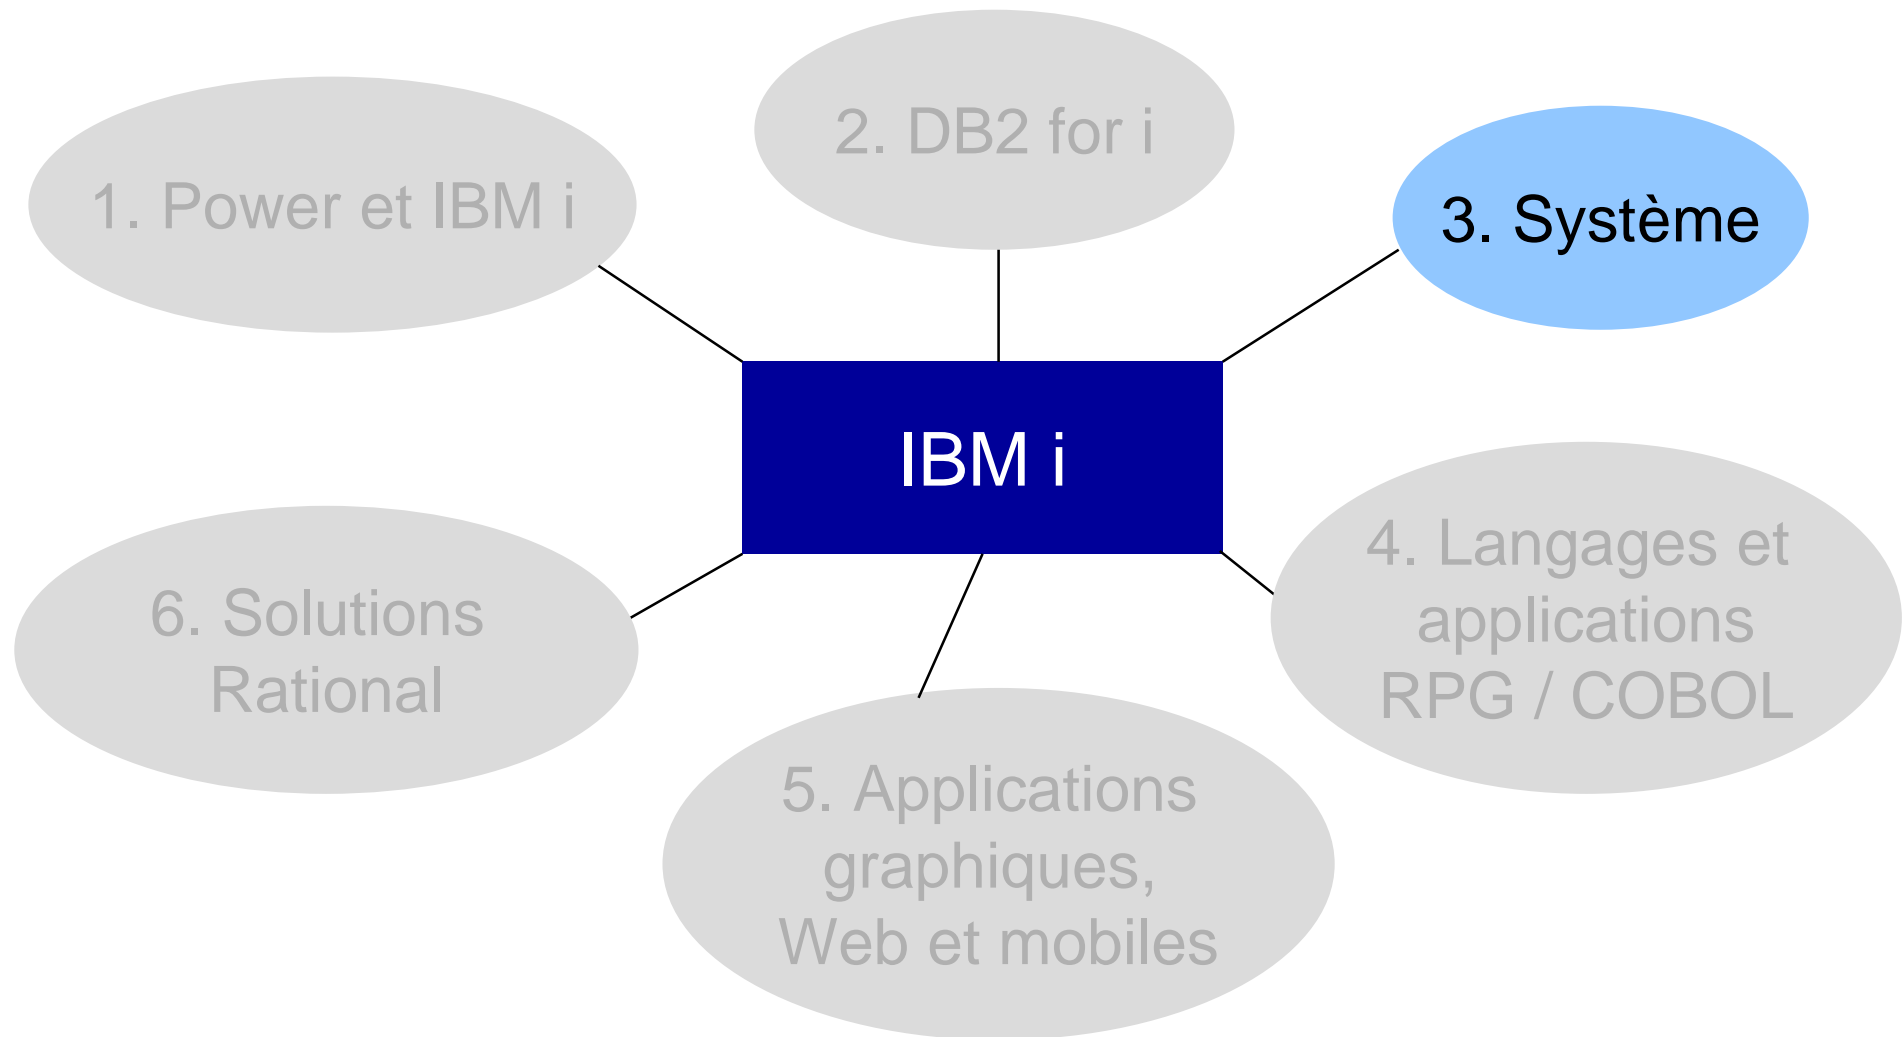 1. Power et IBM i
2. DB2 for i
3. Système
IBM i
4. Langages et
applications
RPG / COBOL
5. Applications
graphiques,
Web et mobiles
6. Solutions
Rational